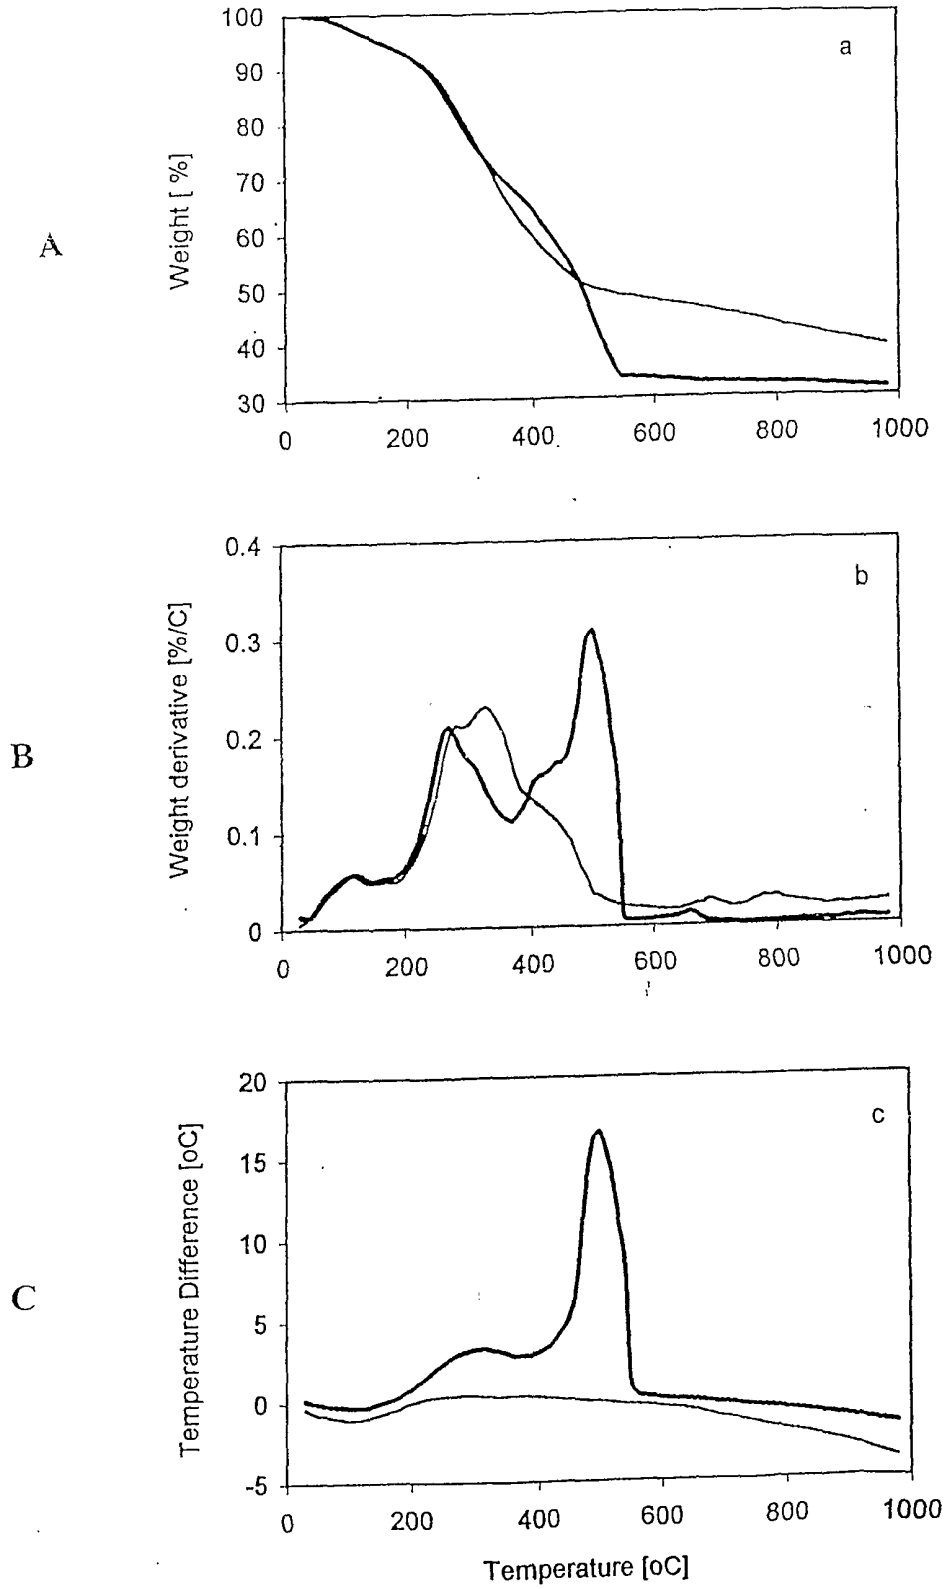 A
Weight [ %]
100
90
80
70
60
50
40
30
0 200 400 600 800 1000
a
B
Weight derivative [%/C]
0.4
0.3
0.2
0.1
0
0 200 400 600 800 1000
b
C
Temperature Difference [oC]
20
15
10
5
0
-5
0 200 400 600 800 1000
c
Temperature [oC]